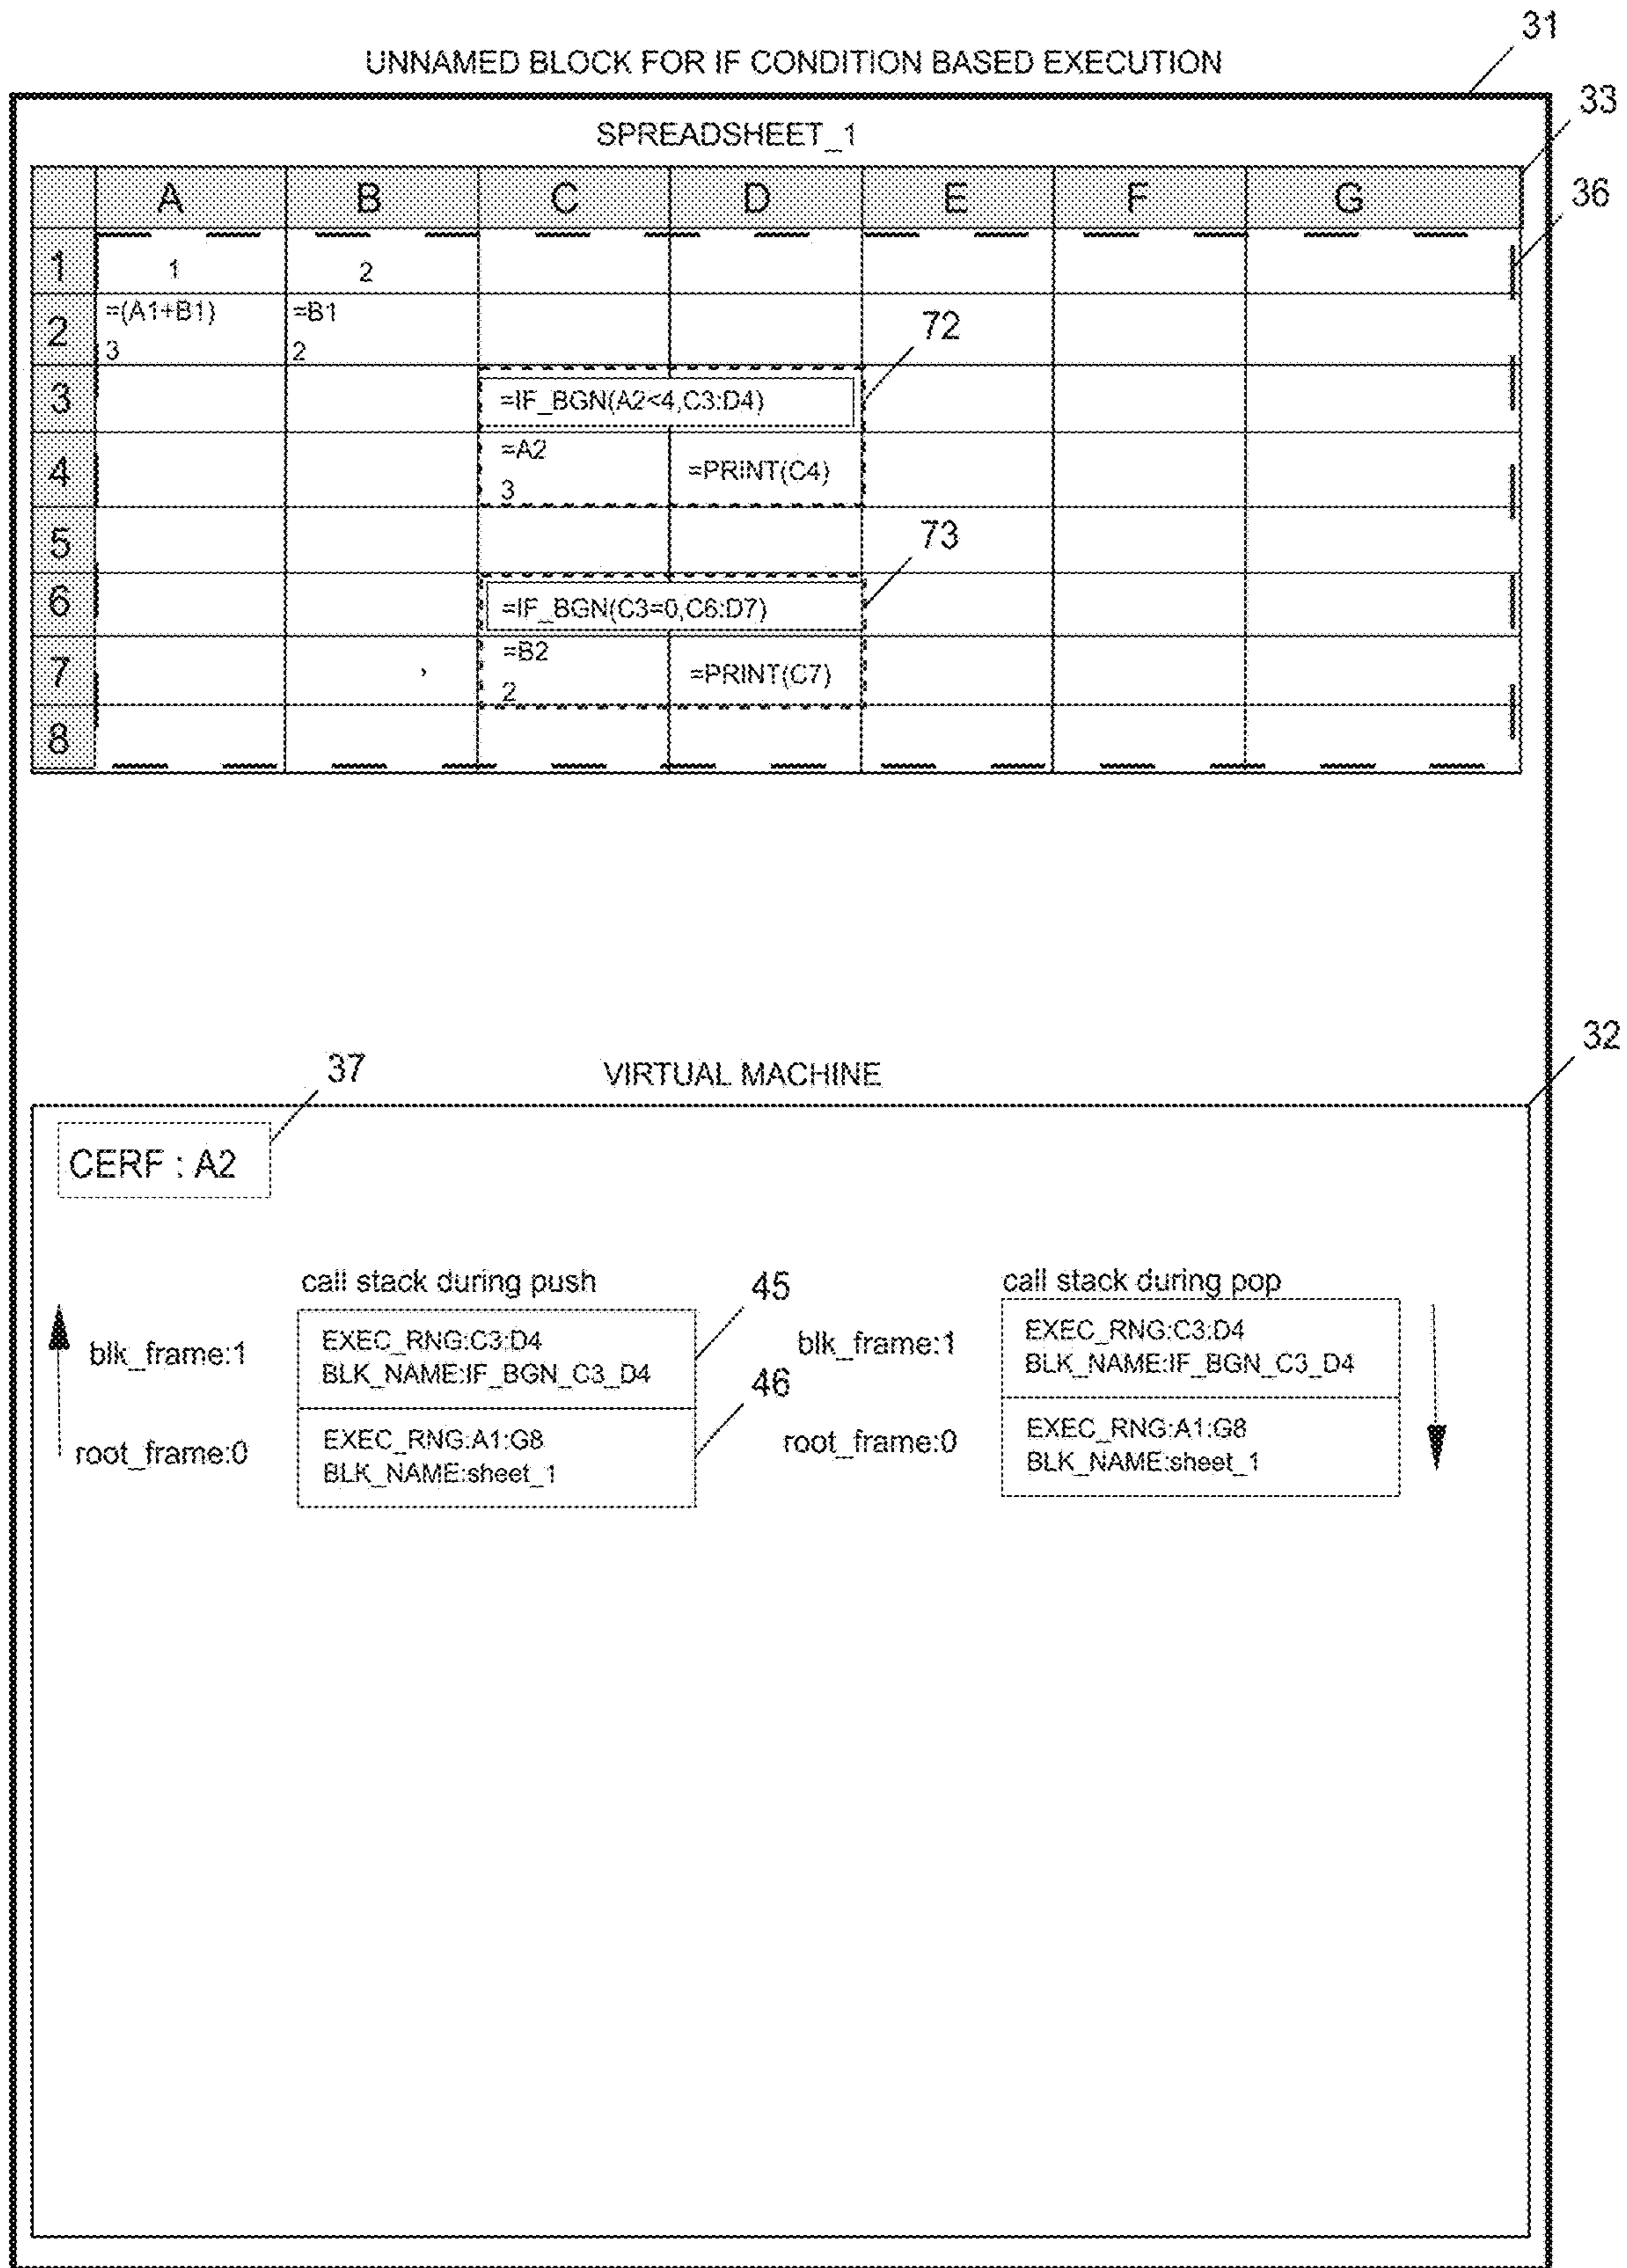 31
UNNAMED BLOCK FOR IF CONDITION BASED EXECUTION
33
SPREADSHEET_1
36
A B C D E F G
1 1 2
2 =(A1+B1) =B1
3 2
72
3 =IF_BGN(A2<4,C3:D4)
4 =A2 =PRINT(C4)
3
5
73
6 =IF_BGN(C3=0,C6:D7)
7 =B2 =PRINT(C7)
2
8
32
37
VIRTUAL MACHINE
CERF : A2
call stack during push
45
call stack during pop
blk_frame:1
EXEC_RNG:C3:D4
BLK_NAME:IF_BGN_C3_D4
blk_frame:1
EXEC_RNG:C3:D4
BLK_NAME:IF_BGN_C3_D4
46
root_frame:0
EXEC_RNG:A1:G8
BLK_NAME:sheet_1
root_frame:0
EXEC_RNG:A1:G8
BLK_NAME:sheet_1